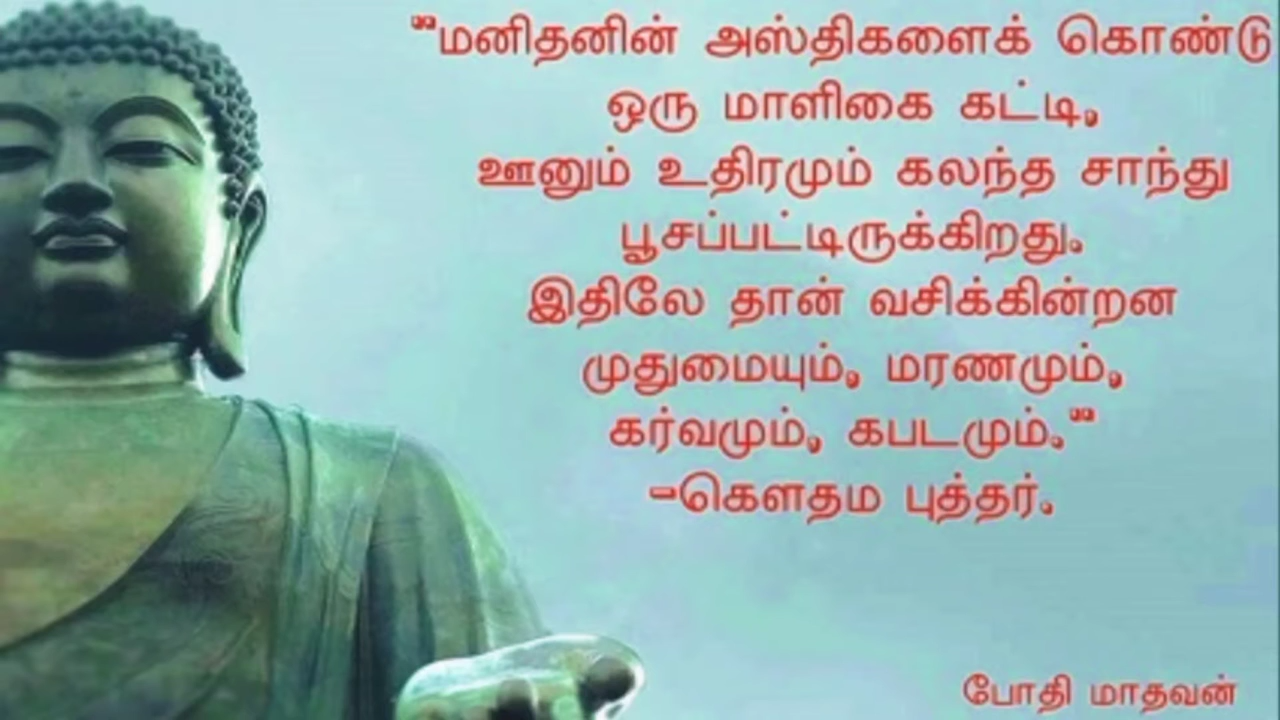 "மனிதனின் அஸ்திகளைக் கொண்டு
ஒரு மாளிகை கட்டி,
ஊனும் உதிரமும் கலந்த சாந்து
பூசப்பட்டிருக்கிறது.
இதிலே தான் வசிக்கின்றன
முதுமையும், மரணமும்,
கர்வமும், கபடமும்."
-கௌதம புத்தர்.
போதி மாதவன்